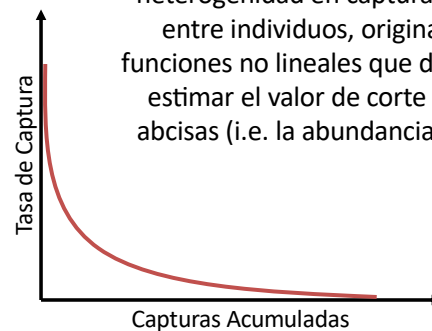 heterogenidad en captura
entre individuos, origina
funciones no lineales que d
estimar el valor de corte
abcisas (i.e. la abundancia
Tasa de Captura
Capturas Acumuladas